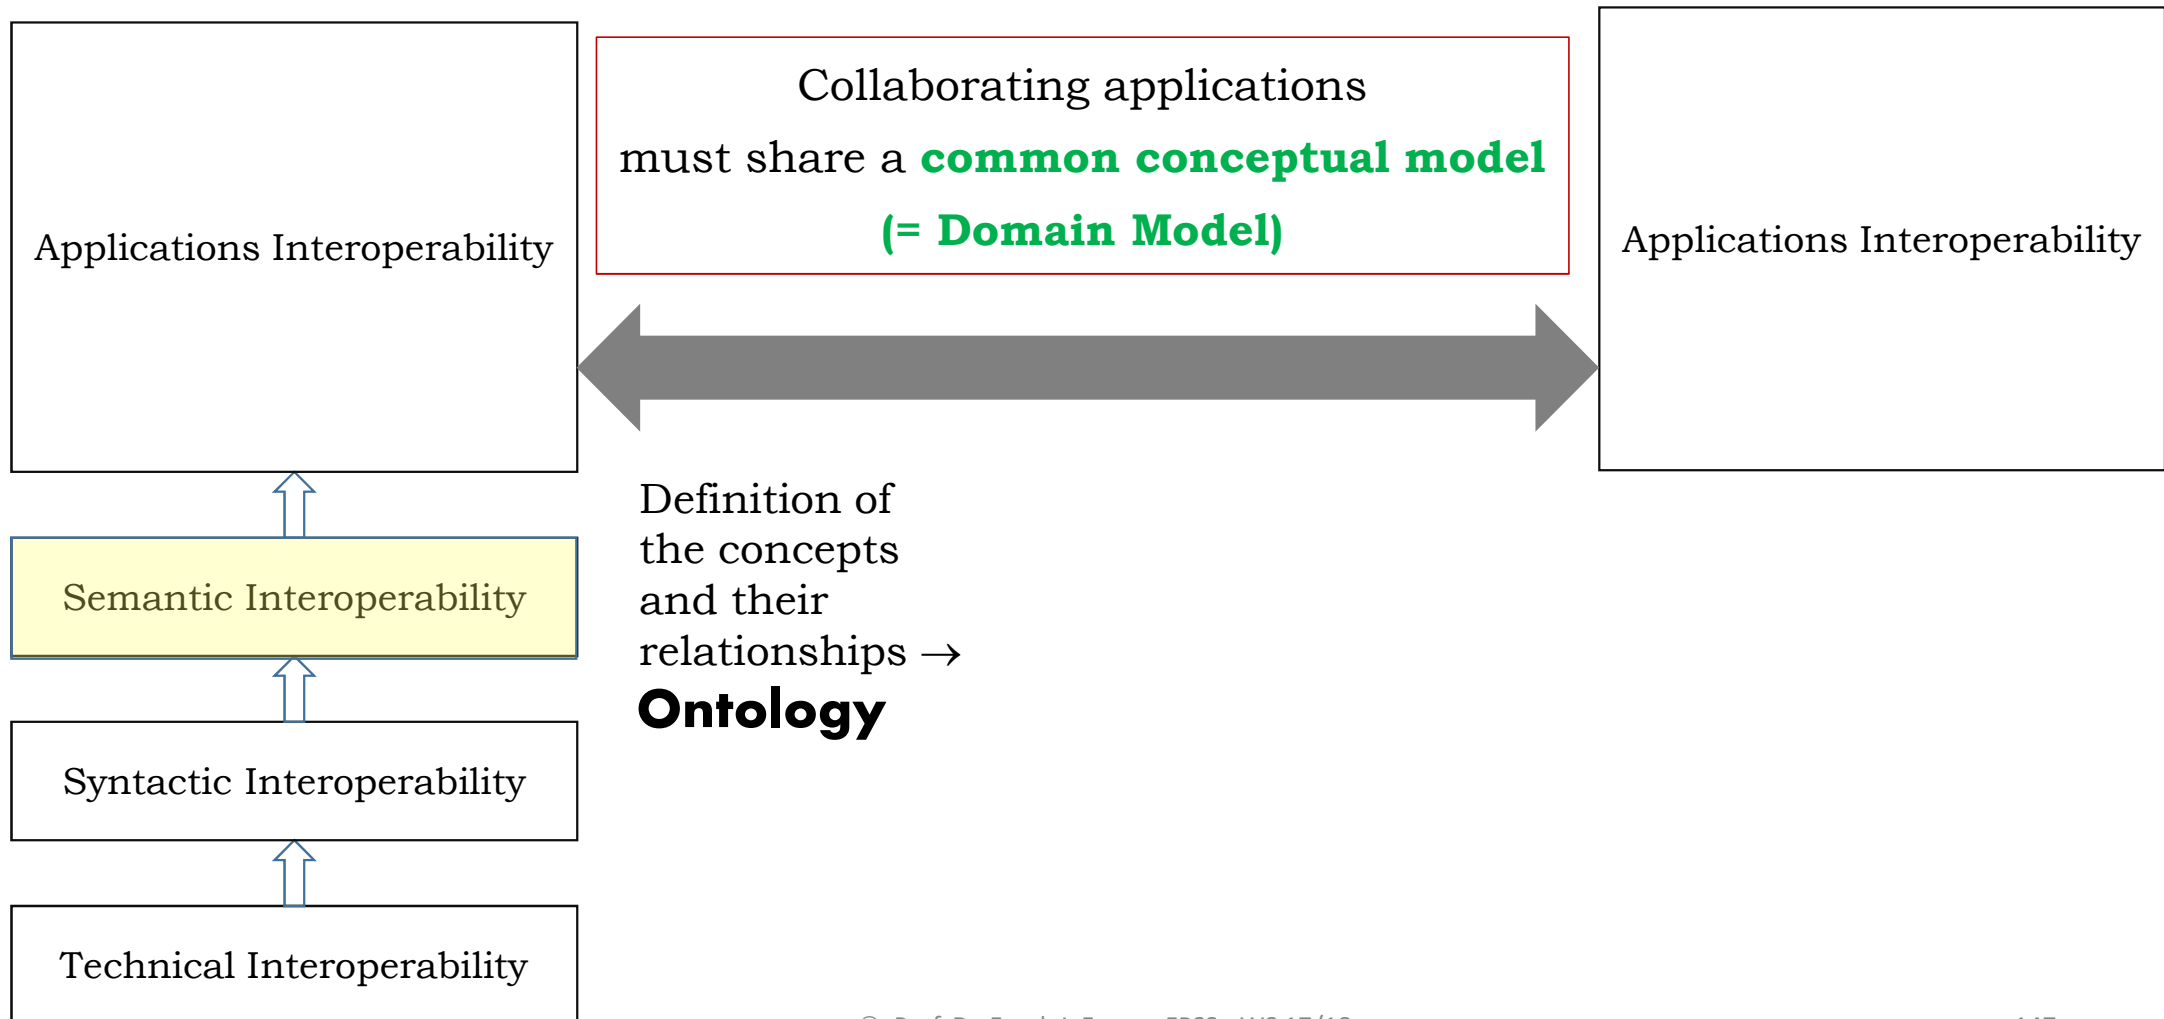 Applications Interoperability
Collaborating applications
must share a common conceptual model
(= Domain Model)
Applications Interoperability
Definition of
the concepts
and their
relationships →
Ontology
Semantic Interoperability
Syntactic Interoperability
Technical Interoperability